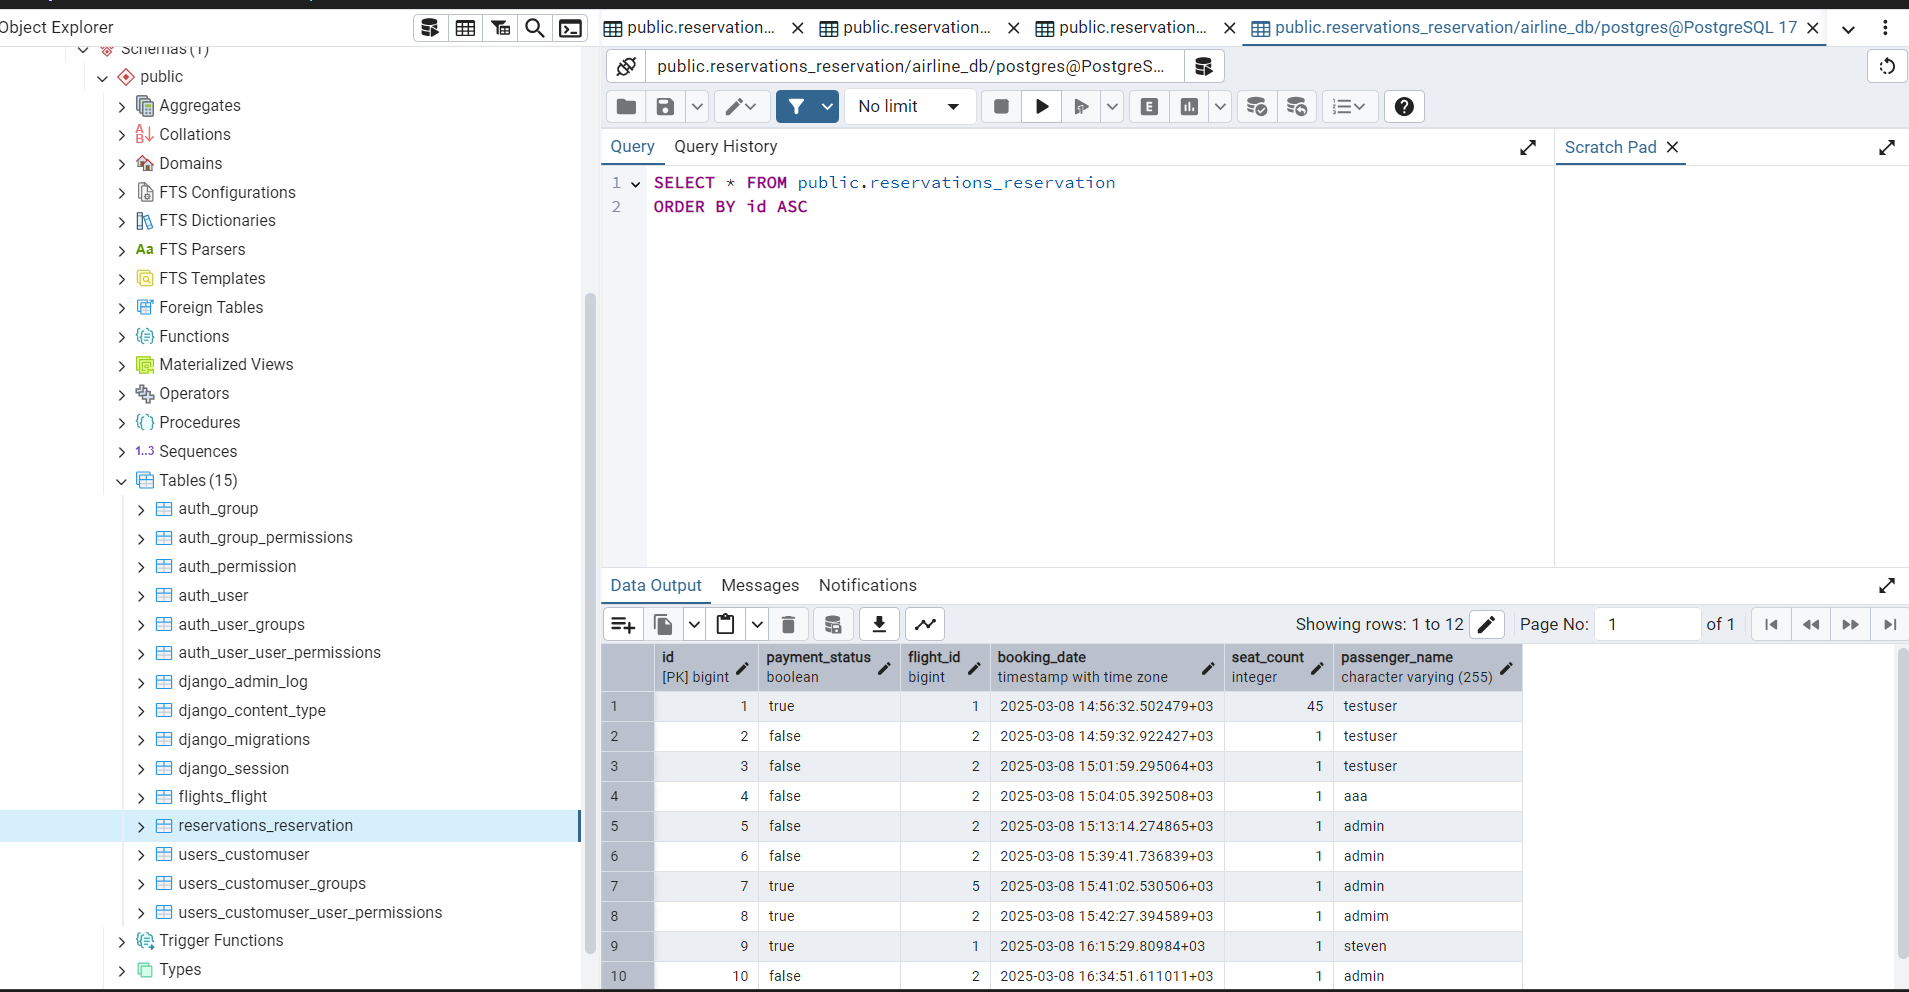 Object Explorer
Schemas (1)
public
Aggregates
Collations
Domains
FTS Configurations
FTS Dictionaries
Aa FTS Parsers
FTS Templates
Foreign Tables
Functions
Materialized Views
Operators
Procedures
1..3 Sequences
Tables (15)
auth_group
auth_group_permissions
auth_permission
auth_user
auth_user_groups
auth_user_user_permissions
django_admin_log
django_content_type
django_migrations
django_session
flights_flight
reservations_reservation
users_customuser
users_customuser_groups
users_customuser_user_permissions
Trigger Functions
Types
public.reservation... public.reservation... public.reservation... public.reservations_reservation/airline_db/postgres@PostgreSQL 17
public.reservations_reservation/airline_db/postgres@PostgreS...
No limit E
Query Query History Scratch Pad
1 SELECT * FROM public.reservations_reservation
2 ORDER BY id ASC
Data Output Messages Notifications
Showing rows: 1 to 12 Page No: 1 of 1
id payment_status flight_id booking_date seat_count passenger_name
[PK] bigint boolean bigint timestamp with time zone integer character varying (255)
1 1 true 1 2025-03-08 14:56:32.502479+03 45 testuser
2 2 false 2 2025-03-08 14:59:32.922427+03 1 testuser
3 3 false 2 2025-03-08 15:01:59.295064+03 1 testuser
4 4 false 2 2025-03-08 15:04:05.392508+03 1 aaa
5 5 false 2 2025-03-08 15:13:14.274865+03 1 admin
6 6 false 2 2025-03-08 15:39:41.736839+03 1 admin
7 7 true 5 2025-03-08 15:41:02.530506+03 1 admin
8 8 true 2 2025-03-08 15:42:27.394589+03 1 admim
9 9 true 1 2025-03-08 16:15:29.80984+03 1 steven
10 10 false 2 2025-03-08 16:34:51.611011+03 1 admin